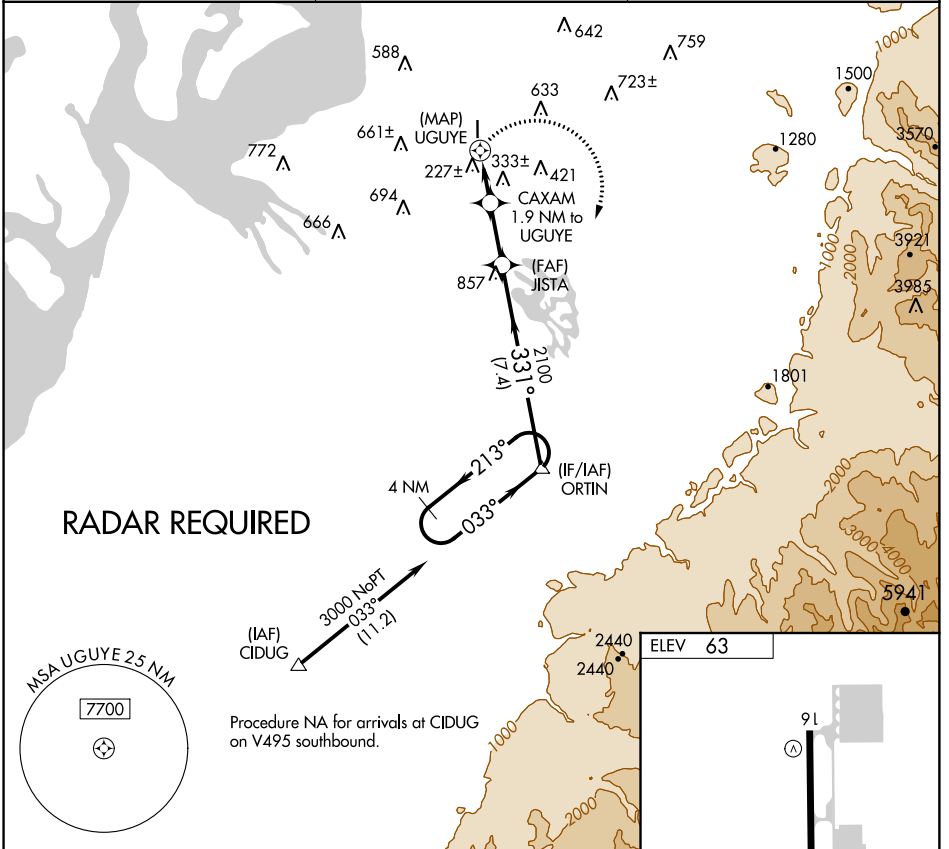 642
759
588
1000
723±
1500
633
(MAP)
UGUYE
661±
1280
3570
772
227±
333±
421
694
CAXAM
1.9 NM to
UGUYE
666
1000
2000
3921
(FAF)
JISTA
857
3985
2100
331°
(7.4)
1801
213°
4 NM
(IF/IAF)
ORTIN
2000
RADAR REQUIRED
033°
3000
4000
3000 NoPT
033°
(11.2)
5941
(IAF)
CIDUG
2440
2440
ELEV 63
MSA UGUYE 25 NM
7700
Procedure NA for arrivals at CIDUG
on V495 southbound.
16
1000
2000